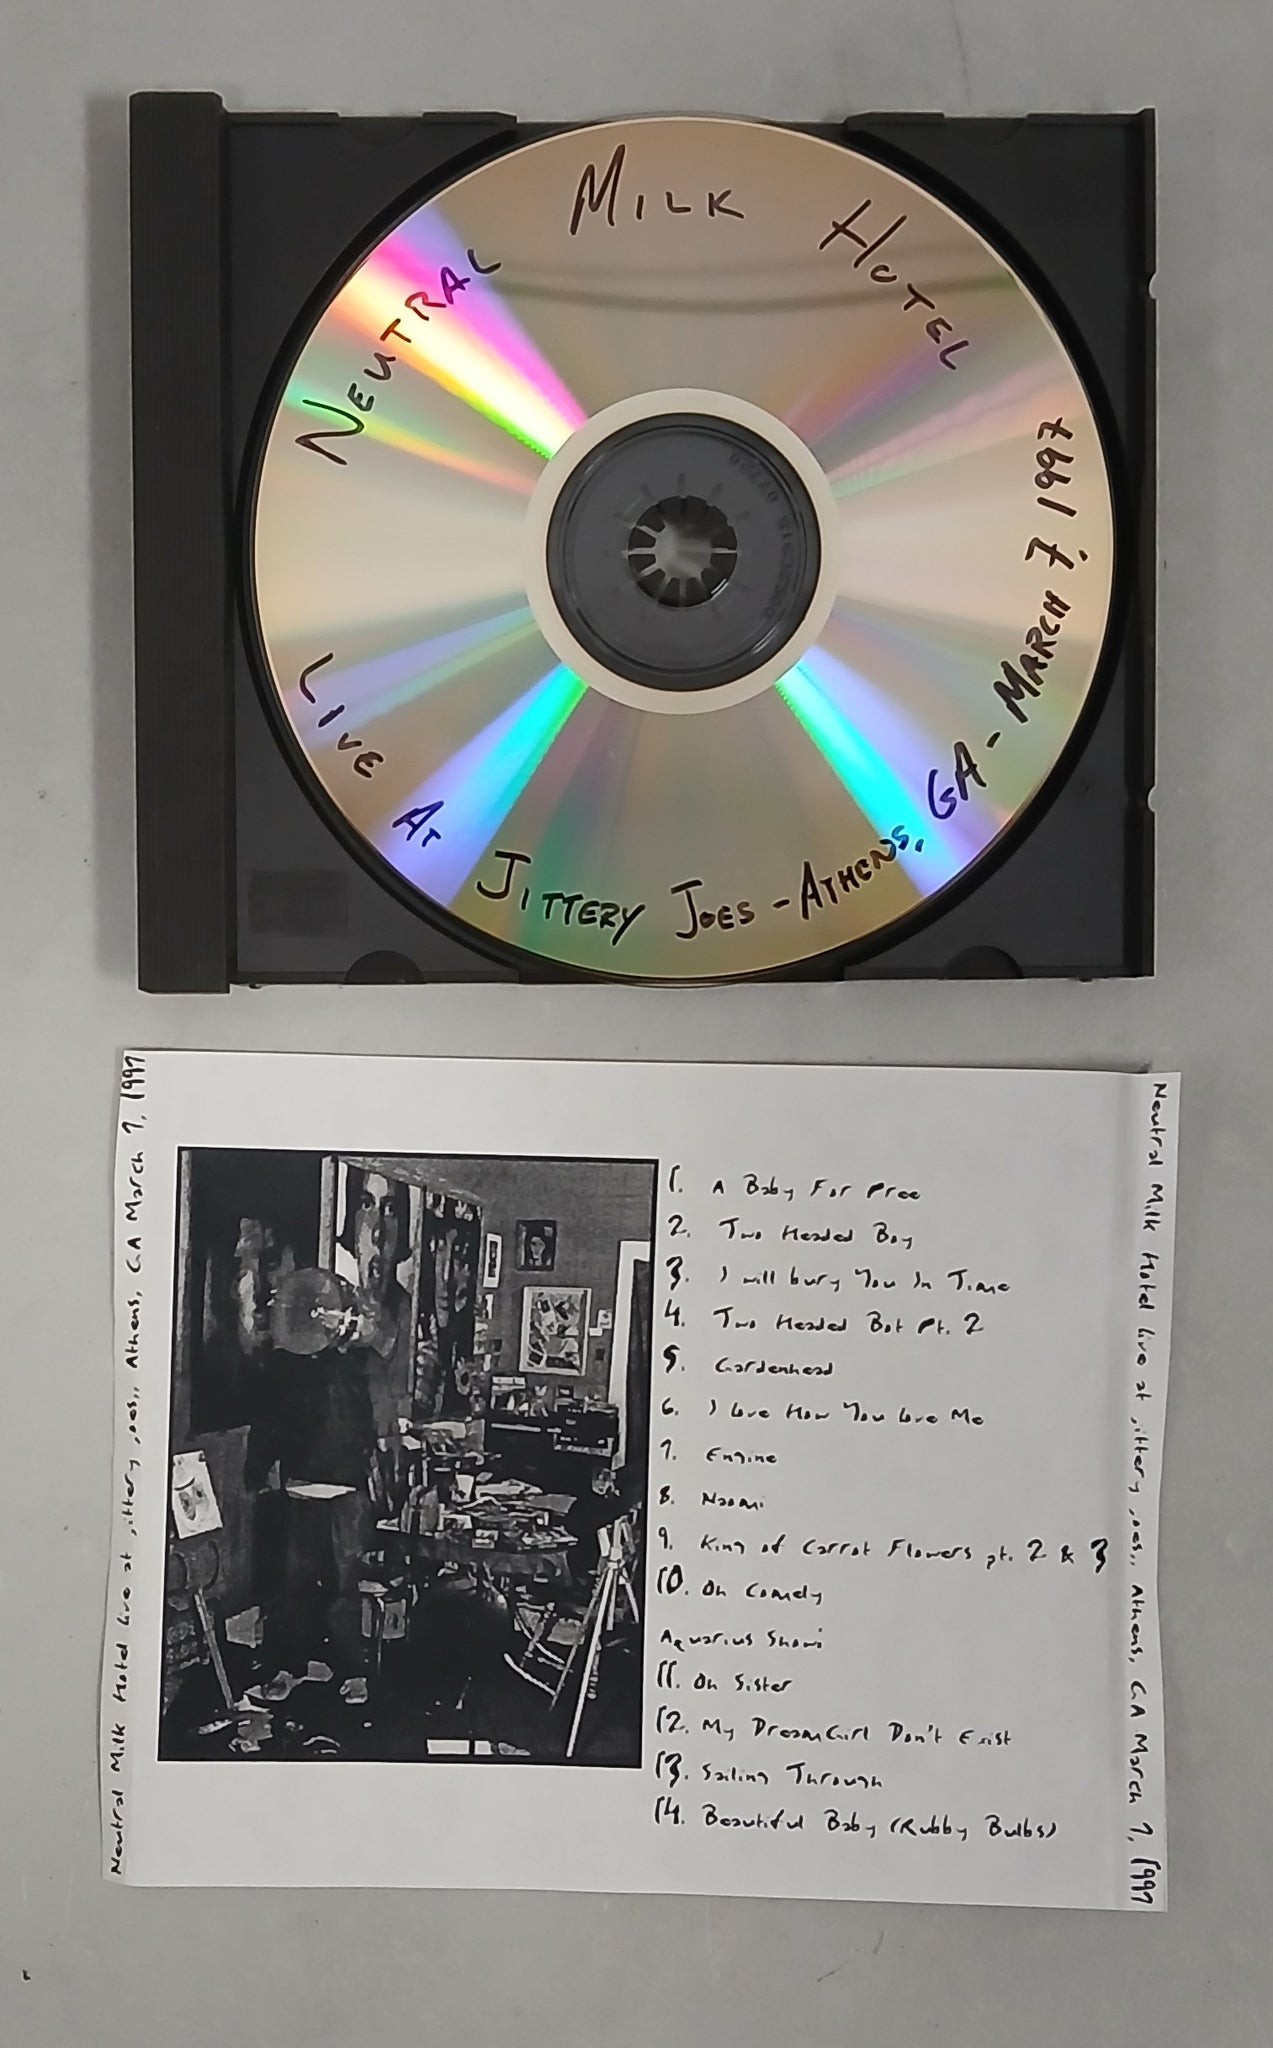 NEUTRAL MILK HOTEL
LIVE AT JITTERY JOES - ATHENS, GA - MARCH 7, 1997
Neutral Milk Hotel live at jittery joes,, Athens, GA March 7, 1997
1. A Baby For Pree
2. Two Headed Boy
3. I will bury You In Time
4. Two Headed Bot Pt. 2
5. Gardenhead
6. I Love How You Love Me
7. Engine
8. Naomi
9. King of Carrot Flowers pt. 2 & 3
10. Oh Comely
Aquarius Showi
11. Oh Sister
12. My DreamGirl Don't Exist
13. Sailing Through
14. Beautiful Baby (Rubby Bulbs)
Neutral Milk Hotel live at jittery joes,, Athens, GA March 7, 1997